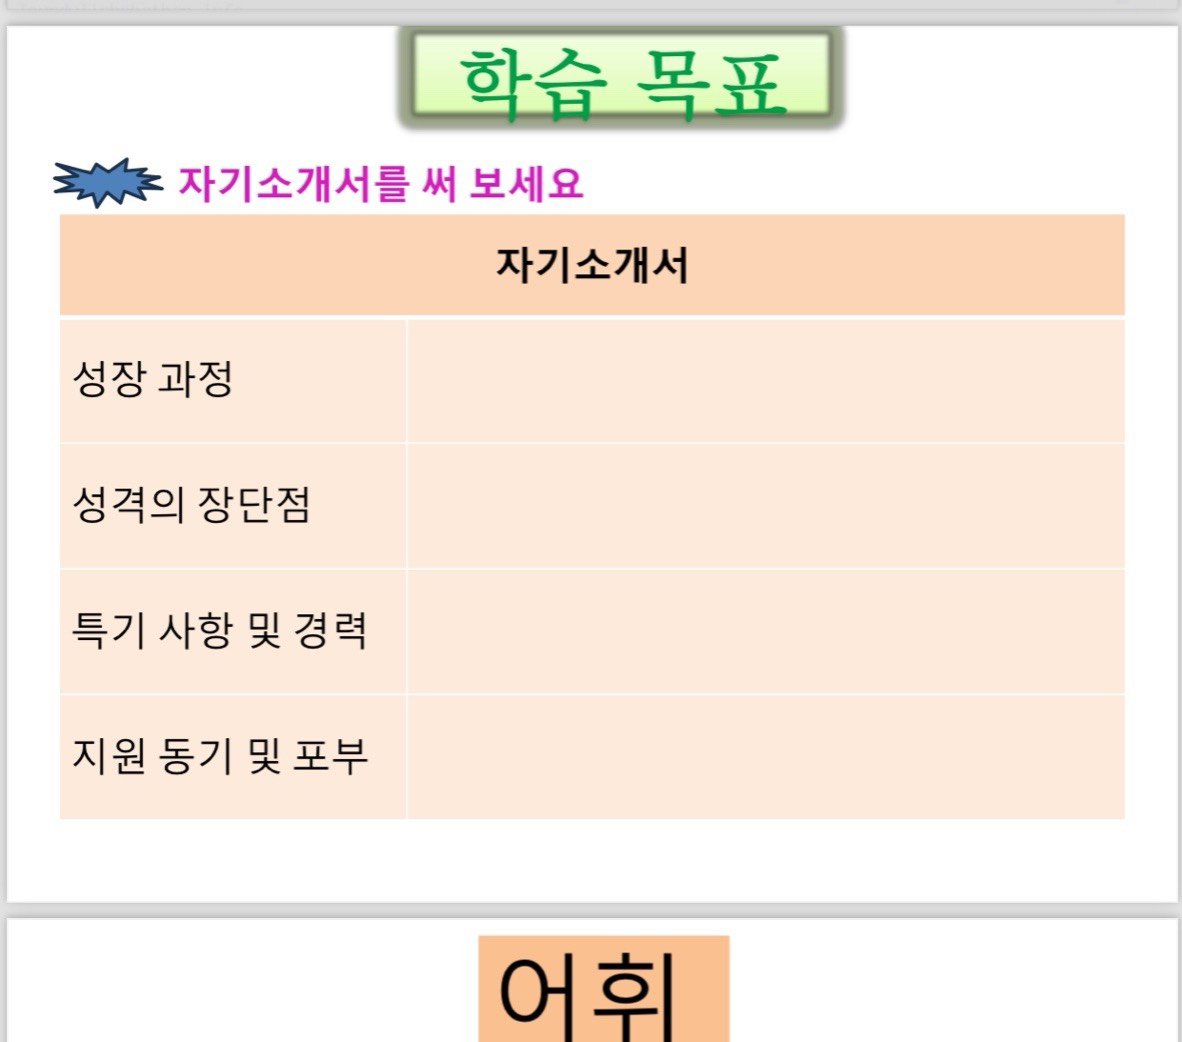 학습 목표
자기소개서를 써 보세요
자기소개서
성장 과정
성격의 장단점
특기 사항 및 경력
지원 동기 및 포부
어휘